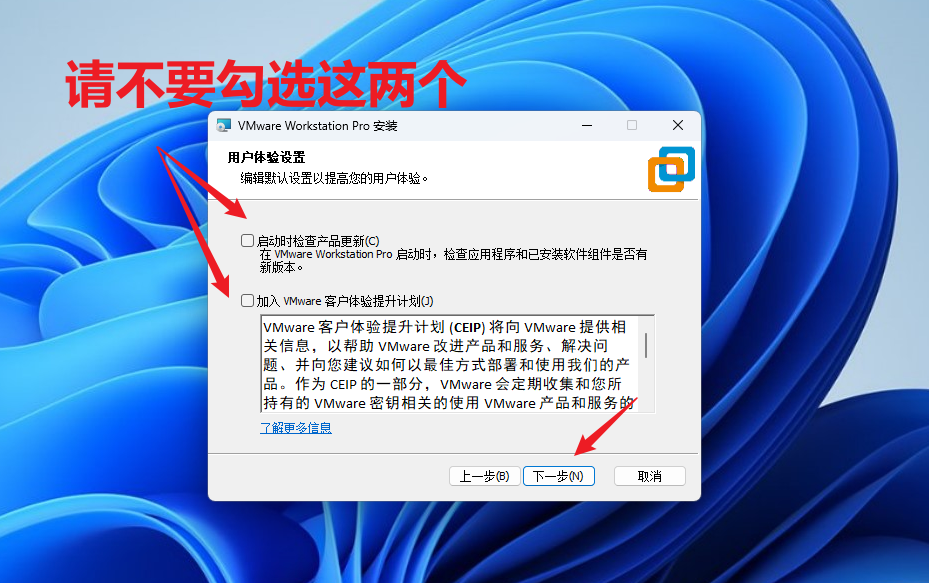 请不要勾选这两个
VMware Workstation Pro 安装
用户体验设置
编辑默认设置以提高您的用户体验。
启动时检查产品更新(C)
在 VMware Workstation Pro 启动时，检查应用程序和已安装软件组件是否有
新版本。
加入 VMware 客户体验提升计划(J)
VMware 客户体验提升计划 (CEIP) 将向 VMware 提供相
关信息，以帮助 VMware 改进产品和服务、解决问
题、并向您建议如何以最佳方式部署和使用我们的产
品。作为 CEIP 的一部分，VMware 会定期收集和您所
持有的 VMware 密钥相关的使用 VMware 产品和服务的
了解更多信息
上一步(B) 下一步(N) 取消